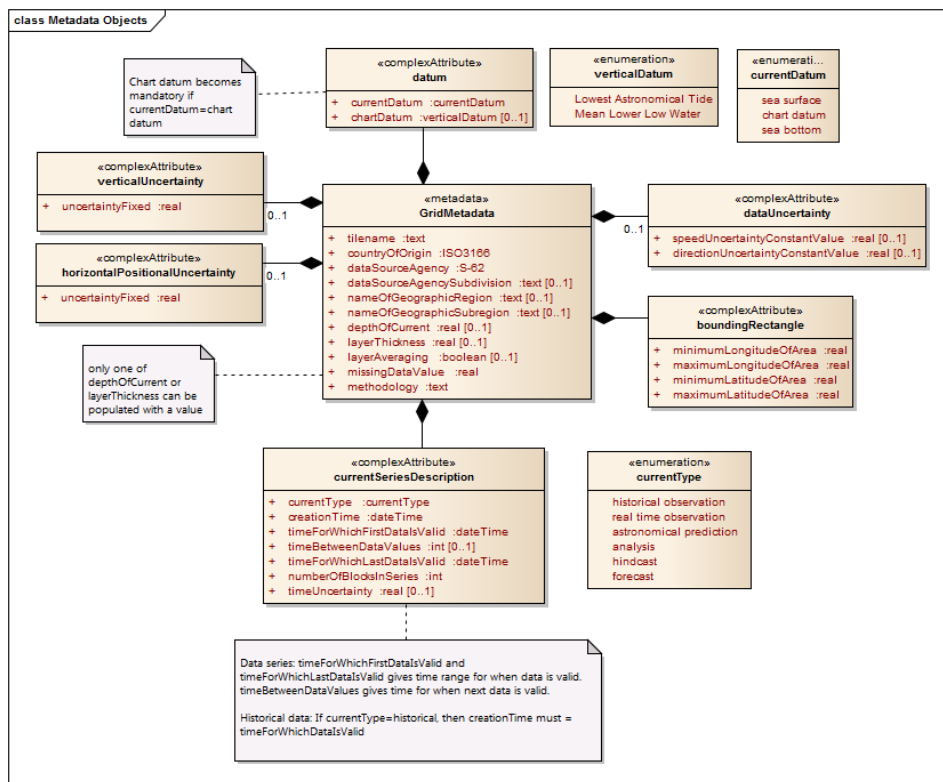 class Metadata Objects
Chart datum becomes
mandatory if
currentDatum=chart
datum
«complexAttribute»
datum
+ currentDatum :currentDatum
+ chartDatum :verticalDatum [0..1]
«enumeration»
verticalDatum
Lowest Astronomical Tide
Mean Lower Low Water
«enumerati...
currentDatum
sea surface
chart datum
sea bottom
«complexAttribute»
verticalUncertainty
+ uncertaintyFixed :real
0..1
«complexAttribute»
horizontalPositionalUncertainty
+ uncertaintyFixed :real
0..1
«metadata»
GridMetadata
+ tilename :text
+ countryOfOrigin :ISO3166
+ dataSourceAgency :S-62
+ dataSourceAgencySubdivision :text [0..1]
+ nameOfGeographicRegion :text [0..1]
+ nameOfGeographicSubregion :text [0..1]
+ depthOfCurrent :real [0..1]
+ layerThickness :real [0..1]
+ layerAveraging :boolean [0..1]
+ missingDataValue :real
+ methodology :text
«complexAttribute»
dataUncertainty
+ speedUncertaintyConstantValue :real [0..1]
+ directionUncertaintyConstantValue :real [0..1]
0..1
«complexAttribute»
boundingRectangle
+ minimumLongitudeOfArea :real
+ maximumLongitudeOfArea :real
+ minimumLatitudeOfArea :real
+ maximumLatitudeOfArea :real
only one of
depthOfCurrent or
layerThickness can be
populated with a value
«complexAttribute»
currentSeriesDescription
+ currentType :currentType
+ creationTime :dateTime
+ timeForWhichFirstDataIsValid :dateTime
+ timeBetweenDataValues :int [0..1]
+ timeForWhichLastDataIsValid :dateTime
+ numberOfBlocksInSeries :int
+ timeUncertainty :real [0..1]
«enumeration»
currentType
historical observation
real time observation
astronomical prediction
analysis
hindcast
forecast
Data series: timeForWhichFirstDataIsValid and
timeForWhichLastDataIsValid gives time range for when data is valid.
timeBetweenDataValues gives time for when next data is valid.
Historical data: If currentType=historical, then creationTime must =
timeForWhichDataIsValid